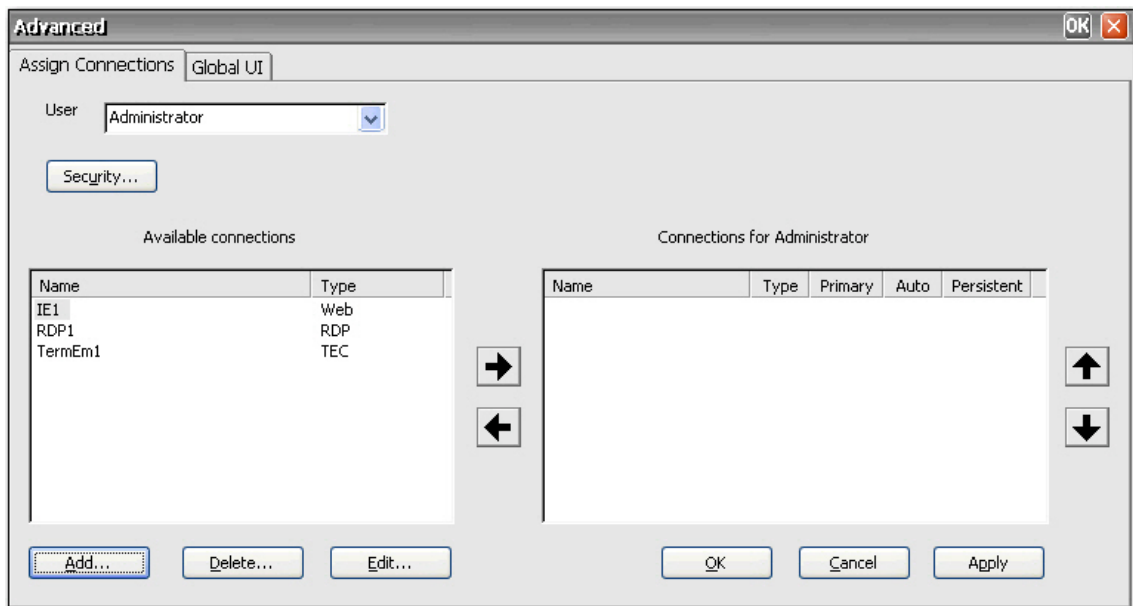 Advanced OK
Assign Connections Global UI
User Administrator
Security...
Available connections Connections for Administrator
Name Type Name Type Primary Auto Persistent
IE1 Web
RDP1 RDP
TermEm1 TEC
Add... Delete... Edit... OK Cancel Apply